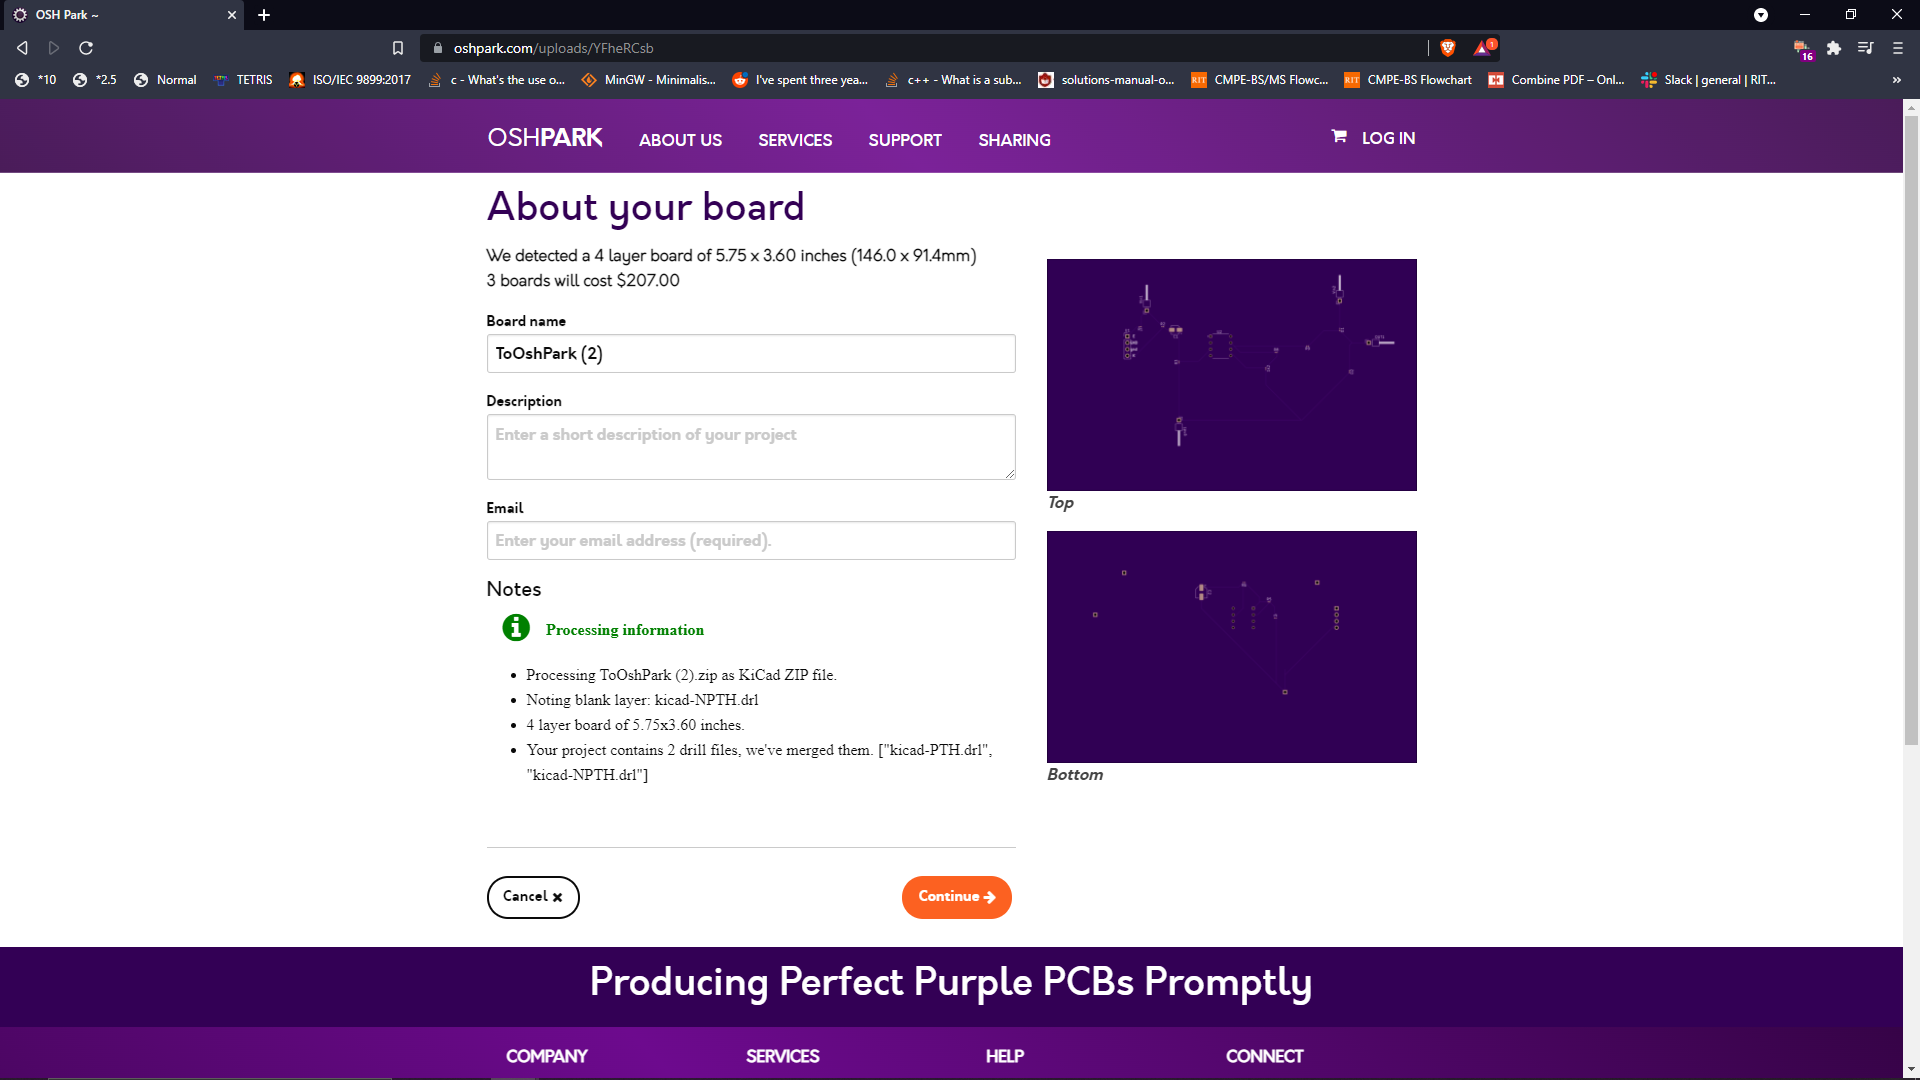 OSH Park ~
oshpark.com/uploads/YFheRCsb
1
16
*10
*2.5
Normal
TETRIS
ISO/IEC 9899:2017
c - What's the use o...
MinGW - Minimalis...
I've spent three yea...
c++ - What is a sub...
solutions-manual-o...
RIT
CMPE-BS/MS Flowc...
RIT
CMPE-BS Flowchart
Combine PDF – Onl...
Slack | general | RIT...
»
OSHPARK
ABOUT US
SERVICES
SUPPORT
SHARING
LOG IN
About your board
We detected a 4 layer board of 5.75 x 3.60 inches (146.0 x 91.4mm)
3 boards will cost $207.00
Board name
ToOshPark (2)
Description
Enter a short description of your project
Email
Enter your email address (required).
Notes
Processing information
• Processing ToOshPark (2).zip as KiCad ZIP file.
• Noting blank layer: kicad-NPTH.drl
• 4 layer board of 5.75x3.60 inches.
• Your project contains 2 drill files, we've merged them. ["kicad-PTH.drl",
"kicad-NPTH.drl"]
Top
Bottom
Cancel
Continue
Producing Perfect Purple PCBs Promptly
COMPANY
SERVICES
HELP
CONNECT